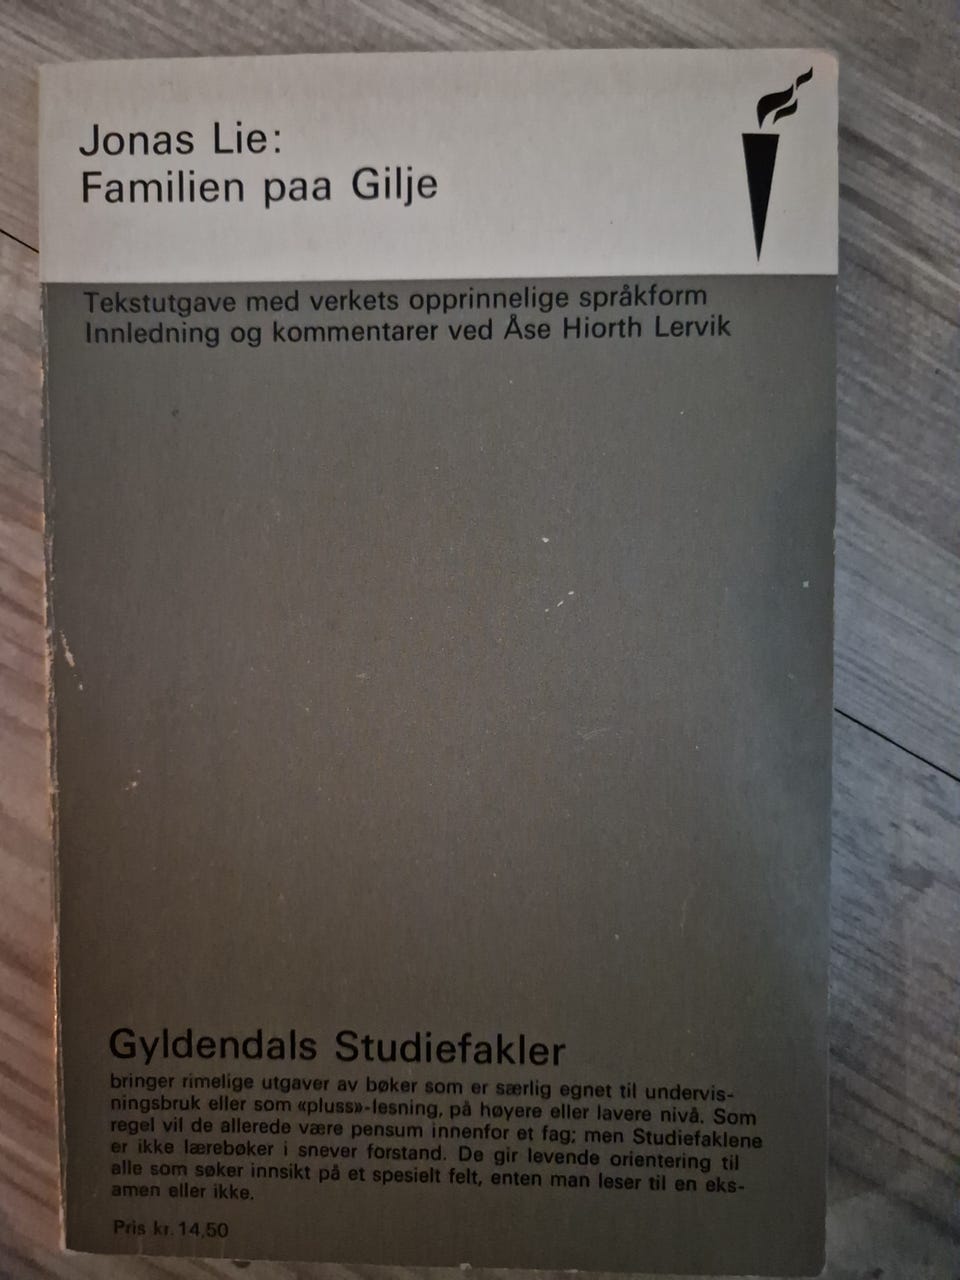 Jonas Lie:
Familien paa Gilje
Tekstutgave med verkets opprinnelige språkform
Innledning og kommentarer ved Åse Hiorth Lervik
Gyldendals Studiefakler
bringer rimelige utgaver av bøker som er særlig egnet til undervis-
ningsbruk eller som «pluss»-lesning, på høyere eller lavere nivå. Som
regel vil de allerede være pensum innenfor et fag; men Studiefaklene
er ikke lærebøker i snever forstand. De gir levende orientering til
alle som søker innsikt på et spesielt felt, enten man leser til en eks-
amen eller ikke.
Pris kr. 14,50